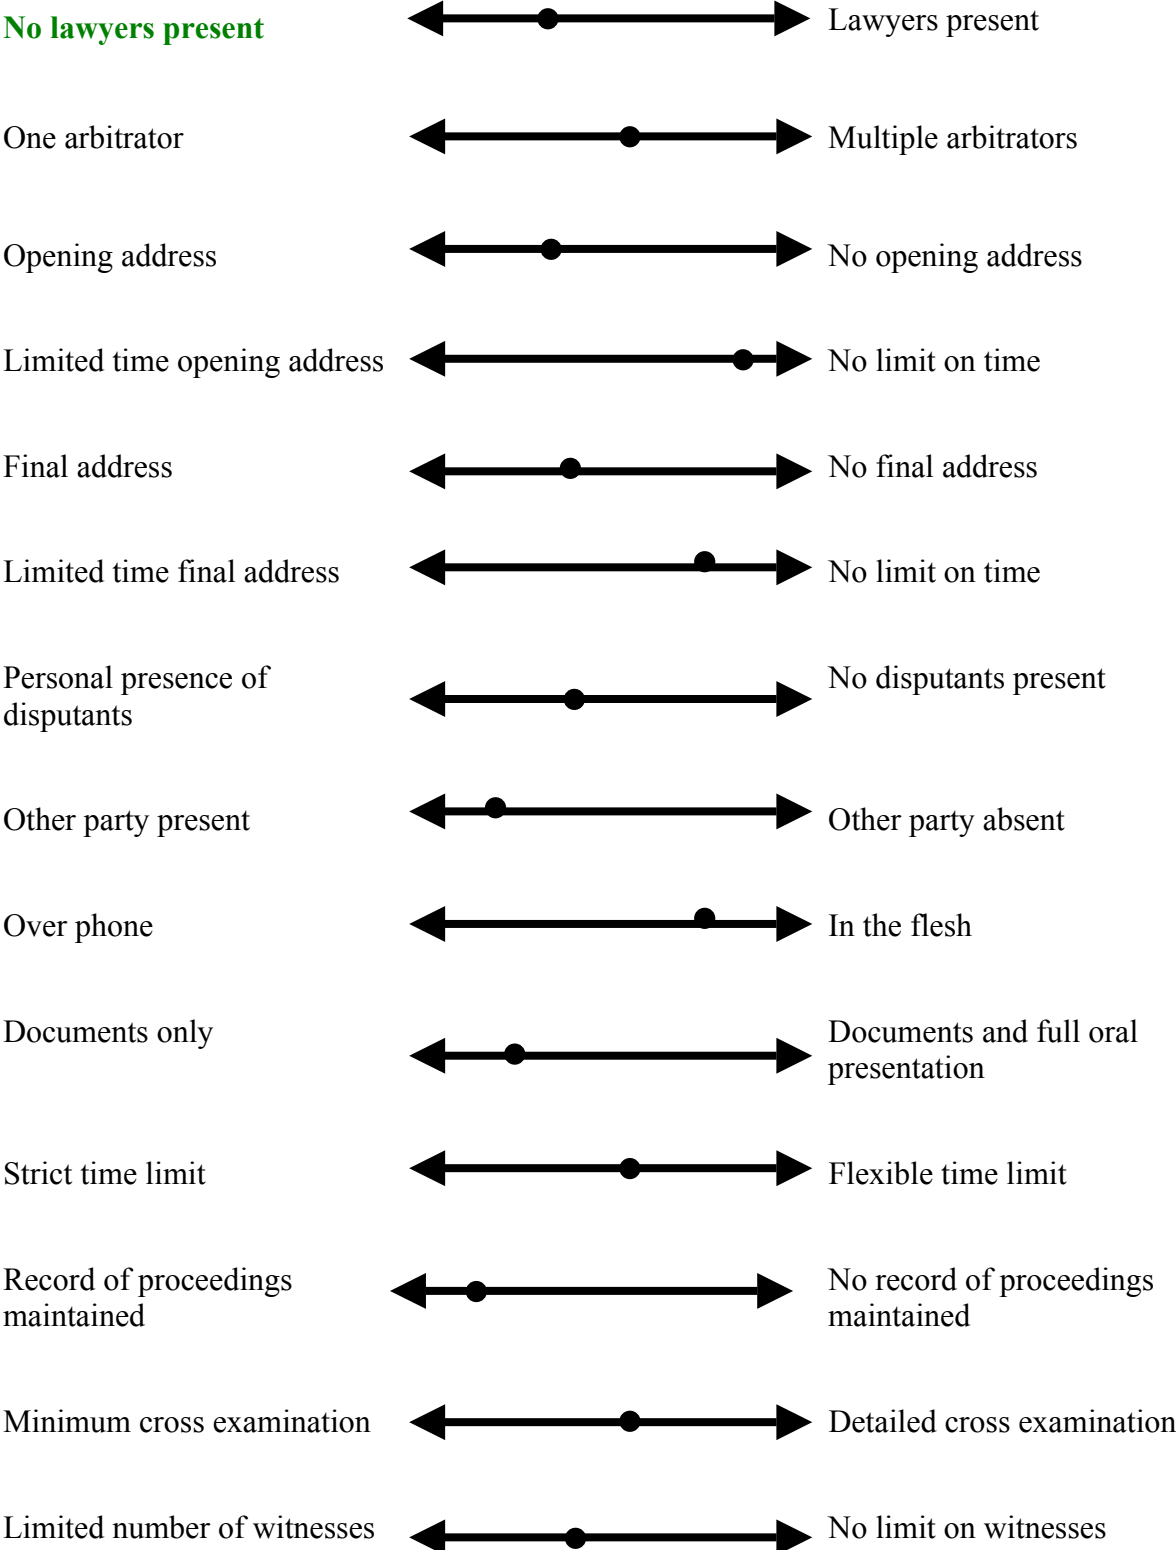 No lawyers present
Lawyers present
One arbitrator
Multiple arbitrators
Opening address
No opening address
Limited time opening address
No limit on time
Final address
No final address
Limited time final address
No limit on time
Personal presence of
disputants
No disputants present
Other party present
Other party absent
Over phone
In the flesh
Documents only
Documents and full oral
presentation
Strict time limit
Flexible time limit
Record of proceedings
maintained
No record of proceedings
maintained
Minimum cross examination
Detailed cross examination
Limited number of witnesses
No limit on witnesses